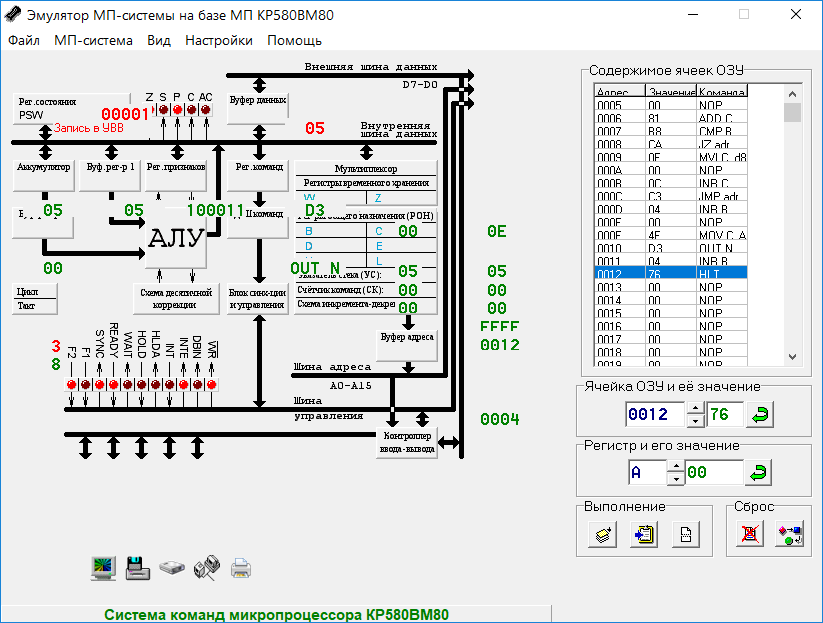 Эмулятор МП-системы на базе МП КР580ВМ80
Файл МП-система Вид Настройки Помощь
Внешняя шина данных
D7-D0
Рег.состояния
PSW
00001
Запись в УВВ
Z S P C AC
Буфер данных
05
Внутренняя
шина данных
Аккумулятор
Буф.рег-р 1
Рег.признаков
Рег.команд
Мультиплексор
Регистры временного хранения
W Z
05
05
100011
D3
команд
общего назначения (РОН)
B C 00 0E
D E
L
АЛУ
00
OUT N
05 05
(УС):
Счётчик команд (СК): 00 00
Схема инкремента-декре
00 00
FFFF
0012
Цикл
Такт
Схема десятичной
коррекции
Блок синх-ции
и управления
Буфер адреса
3
8
F2 F1 SYNC READY WAIT HOLD HLDA INT INTE DBIN WR
Шина адреса
A0-A15
Шина
управления
0004
Контроллер
ввода-вывода
Система команд микропроцессора КР580ВМ80
Содержимое ячеек ОЗУ
Адрес Значение Команда
0005 00 NOP
0006 81 ADD C
0007 B8 CMP B
0008 CA JZ adr
0009 0E MVI C, d8
000A 00 NOP
000B 0C INR C
000C C3 JMP adr
000D 04 INR B
000E 00 NOP
000F 4F MOV C, A
0010 D3 OUT N
0011 04 INR B
0012 76 HLT
0013 00 NOP
0014 00 NOP
0015 00 NOP
0016 00 NOP
0017 00 NOP
0018 00 NOP
0019 00 NOP
Ячейка ОЗУ и её значение
0012 76
Регистр и его значение
A 00
Выполнение
Сброс